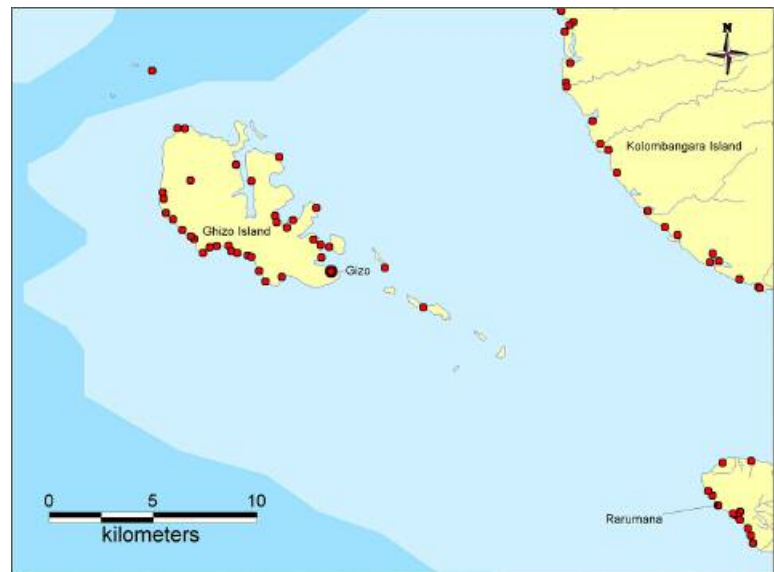 N
Kolombangara Island
Ghizo Island
Gizo
0 5 10
kilometers
Rarumana